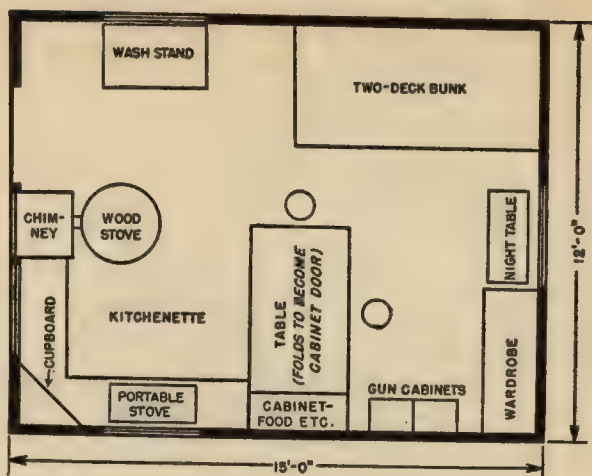 WASH STAND
TWO-DECK BUNK
CHIM-
NEY
WOOD
STOVE
NIGHT TABLE
12'-0"
TABLE
(FOLDS TO BECOME
CABINET DOOR)
KITCHENETTE
CUPBOARD
WARDROBE
PORTABLE
STOVE
GUN CABINETS
CABINET-
FOOD ETC.
15'-0"